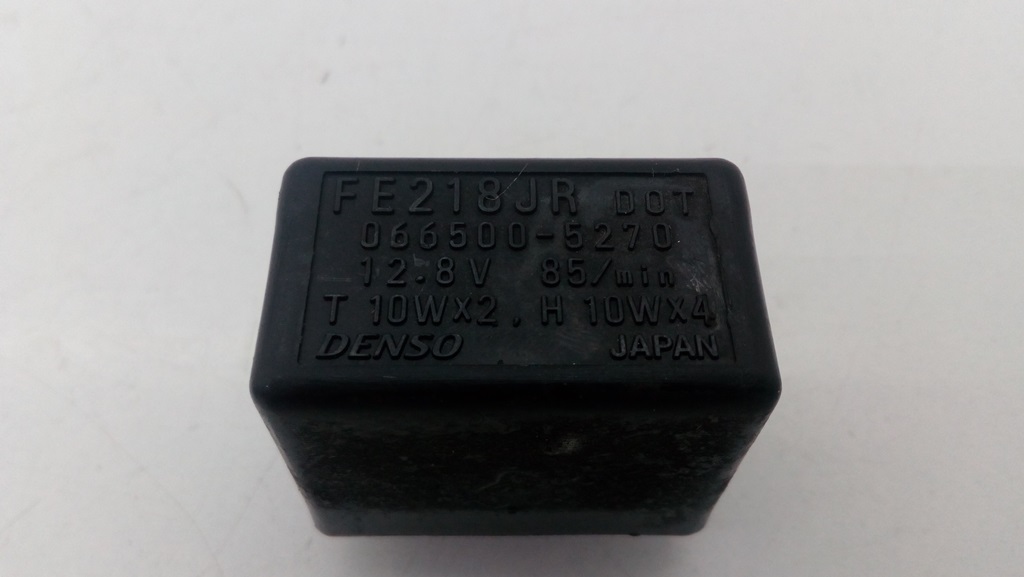 FE218JR DOT
066500-5270
12.8V 85/min
T 10WX2, H 10WX4
DENSO JAPAN